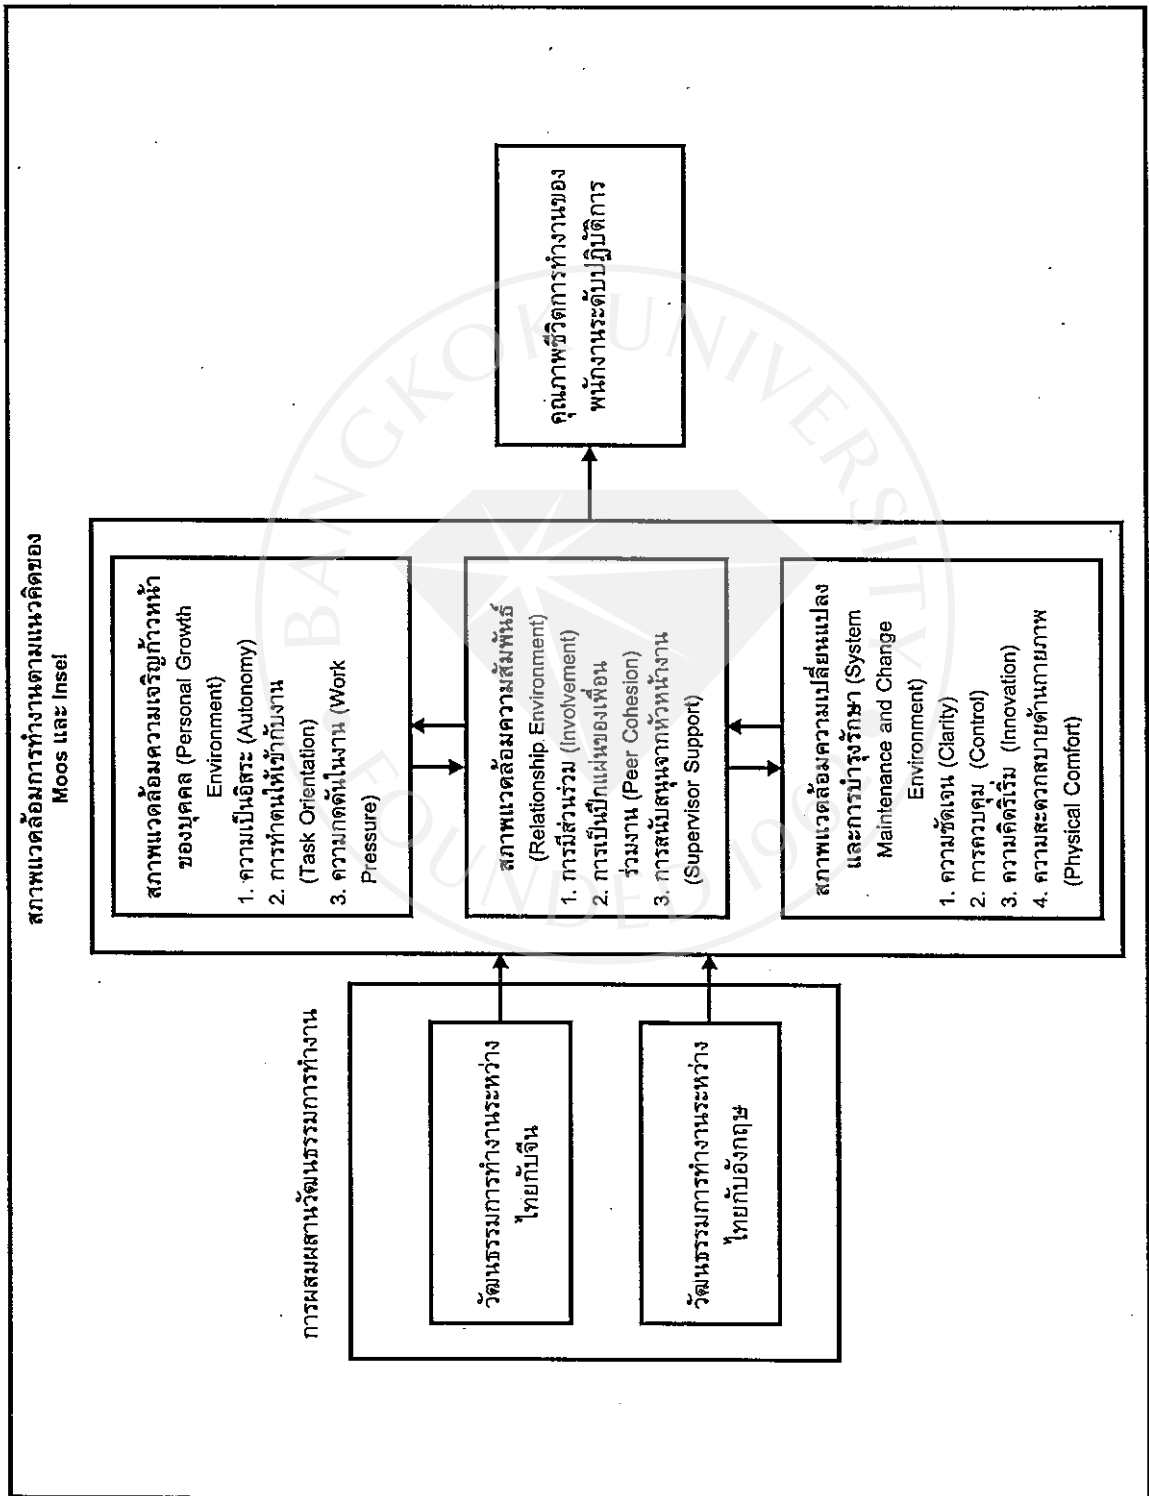 การผสมผสานวัฒนธรรมการทำงาน
วัฒนธรรมการทำงานระหว่าง
ไทยกับจีน
วัฒนธรรมการทำงานระหว่าง
ไทยกับอังกฤษ
สภาพแวดล้อมการทำงานตามแนวคิดของ
Moos และ Insel
สภาพแวดล้อมความเจริญก้าวหน้า
ของบุคคล (Personal Growth
Environment)
1. ความเป็นอิสระ (Autonomy)
2. การทำตนให้เข้ากับงาน
(Task Orientation)
3. ความกดดันในงาน (Work
Pressure)
สภาพแวดล้อมความสัมพันธ์
(Relationship Environment)
1. การมีส่วนร่วม (Involvement)
2. การเป็นปึกแผ่นของเพื่อน
ร่วมงาน (Peer Cohesion)
3. การสนับสนุนจากหัวหน้างาน
(Supervisor Support)
สภาพแวดล้อมความเปลี่ยนแปลง
และการบำรุงรักษา (System
Maintenance and Change
Environment)
1. ความชัดเจน (Clarity)
2. การควบคุม (Control)
3. ความคิดริเริ่ม (Innovation)
4. ความสะดวกสบายด้านกายภาพ
(Physical Comfort)
คุณภาพชีวิตการทำงานของ
พนักงานระดับปฏิบัติการ
BANGKOK UNIVERSITY
FOUNDED 1962